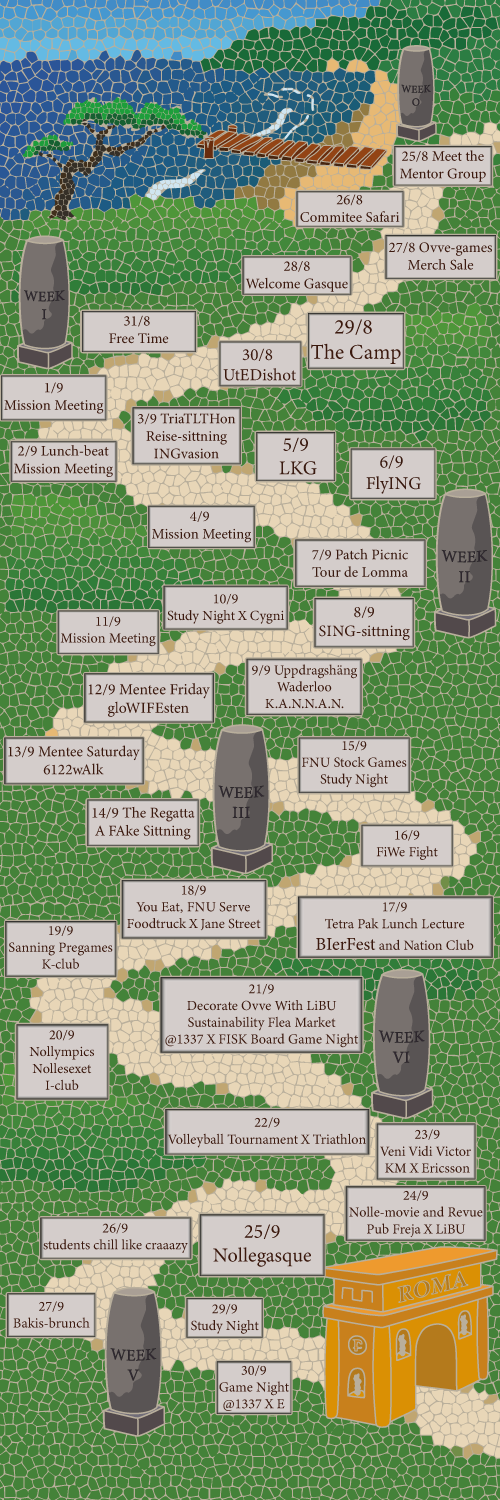 WEEK
O
25/8 Meet the
Mentor Group
26/8
Commitee Safari
27/8 Ovve-games
Merch Sale
28/8
Welcome Gasque
WEEK
I
29/8
The Camp
31/8
Free Time
30/8
UtEDishot
1/9
Mission Meeting
3/9 TriaTLTHon
Reise-sittning
INGvasion
2/9 Lunch-beat
Mission Meeting
5/9
LKG
6/9
FlyING
4/9
Mission Meeting
WEEK
II
7/9 Patch Picnic
Tour de Lomma
10/9
Study Night X Cygni
8/9
SING-sittning
11/9
Mission Meeting
9/9 Uppdragshäng
Waderloo
K.A.N.N.A.N.
12/9 Mentee Friday
gloWIFEsten
13/9 Mentee Saturday
6122wAlk
WEEK
III
15/9
FNU Stock Games
Study Night
14/9 The Regatta
A FAke Sittning
16/9
FiWe Fight
18/9
You Eat, FNU Serve
Foodtruck X Jane Street
17/9
Tetra Pak Lunch Lecture
BIerFest and Nation Club
19/9
Sanning Pregames
K-club
21/9
Decorate Ovve With LiBU
Sustainability Flea Market
@1337 X FISK Board Game Night
WEEK
VI
20/9
Nollympics
Nollesexet
I-club
22/9
Volleyball Tournament X Triathlon
23/9
Veni Vidi Victor
KM X Ericsson
24/9
Nolle-movie and Revue
Pub Freja X LiBU
26/9
students chill like craaazy
25/9
Nollegasque
ROMA
F
27/9
Bakis-brunch
WEEK
V
29/9
Study Night
30/9
Game Night
@1337 X E